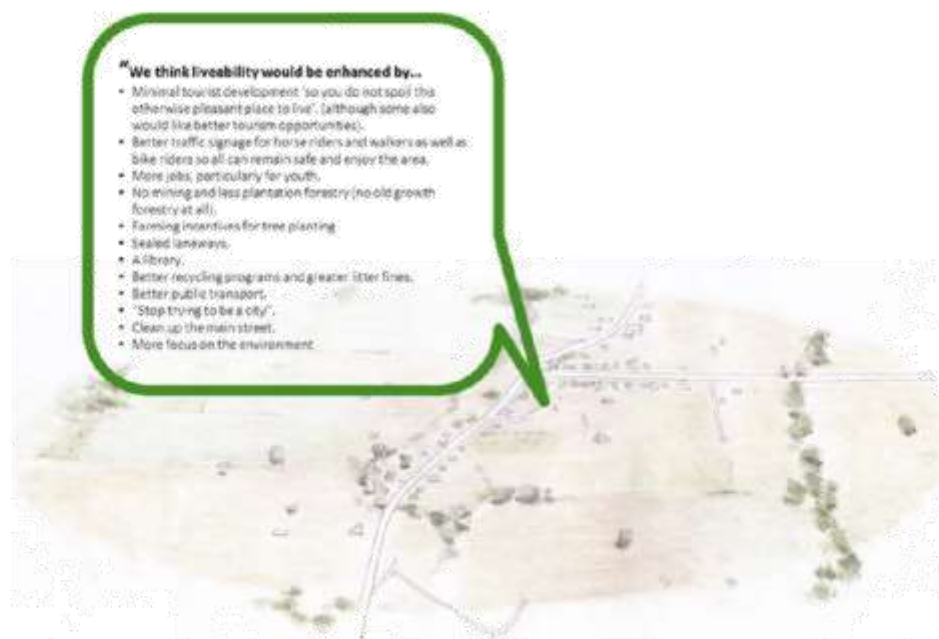 “We think liveability would be enhanced by...
• Minimal tourist development 'so you do not spoil this
otherwise pleasant place to live'. (although some also
would like better tourism opportunities).
• Better traffic signage for horse riders and walkers as well as
bike riders so all can remain safe and enjoy the area.
• More jobs, particularly for youth.
• No mining and less plantation forestry (no old growth
forestry at all).
• Farming incentives for tree planting
• Sealed laneways.
• A library.
• Better recycling programs and greater litter fines.
• Better public transport.
• "Stop trying to be a city".
• Clean up the main street.
• More focus on the environment